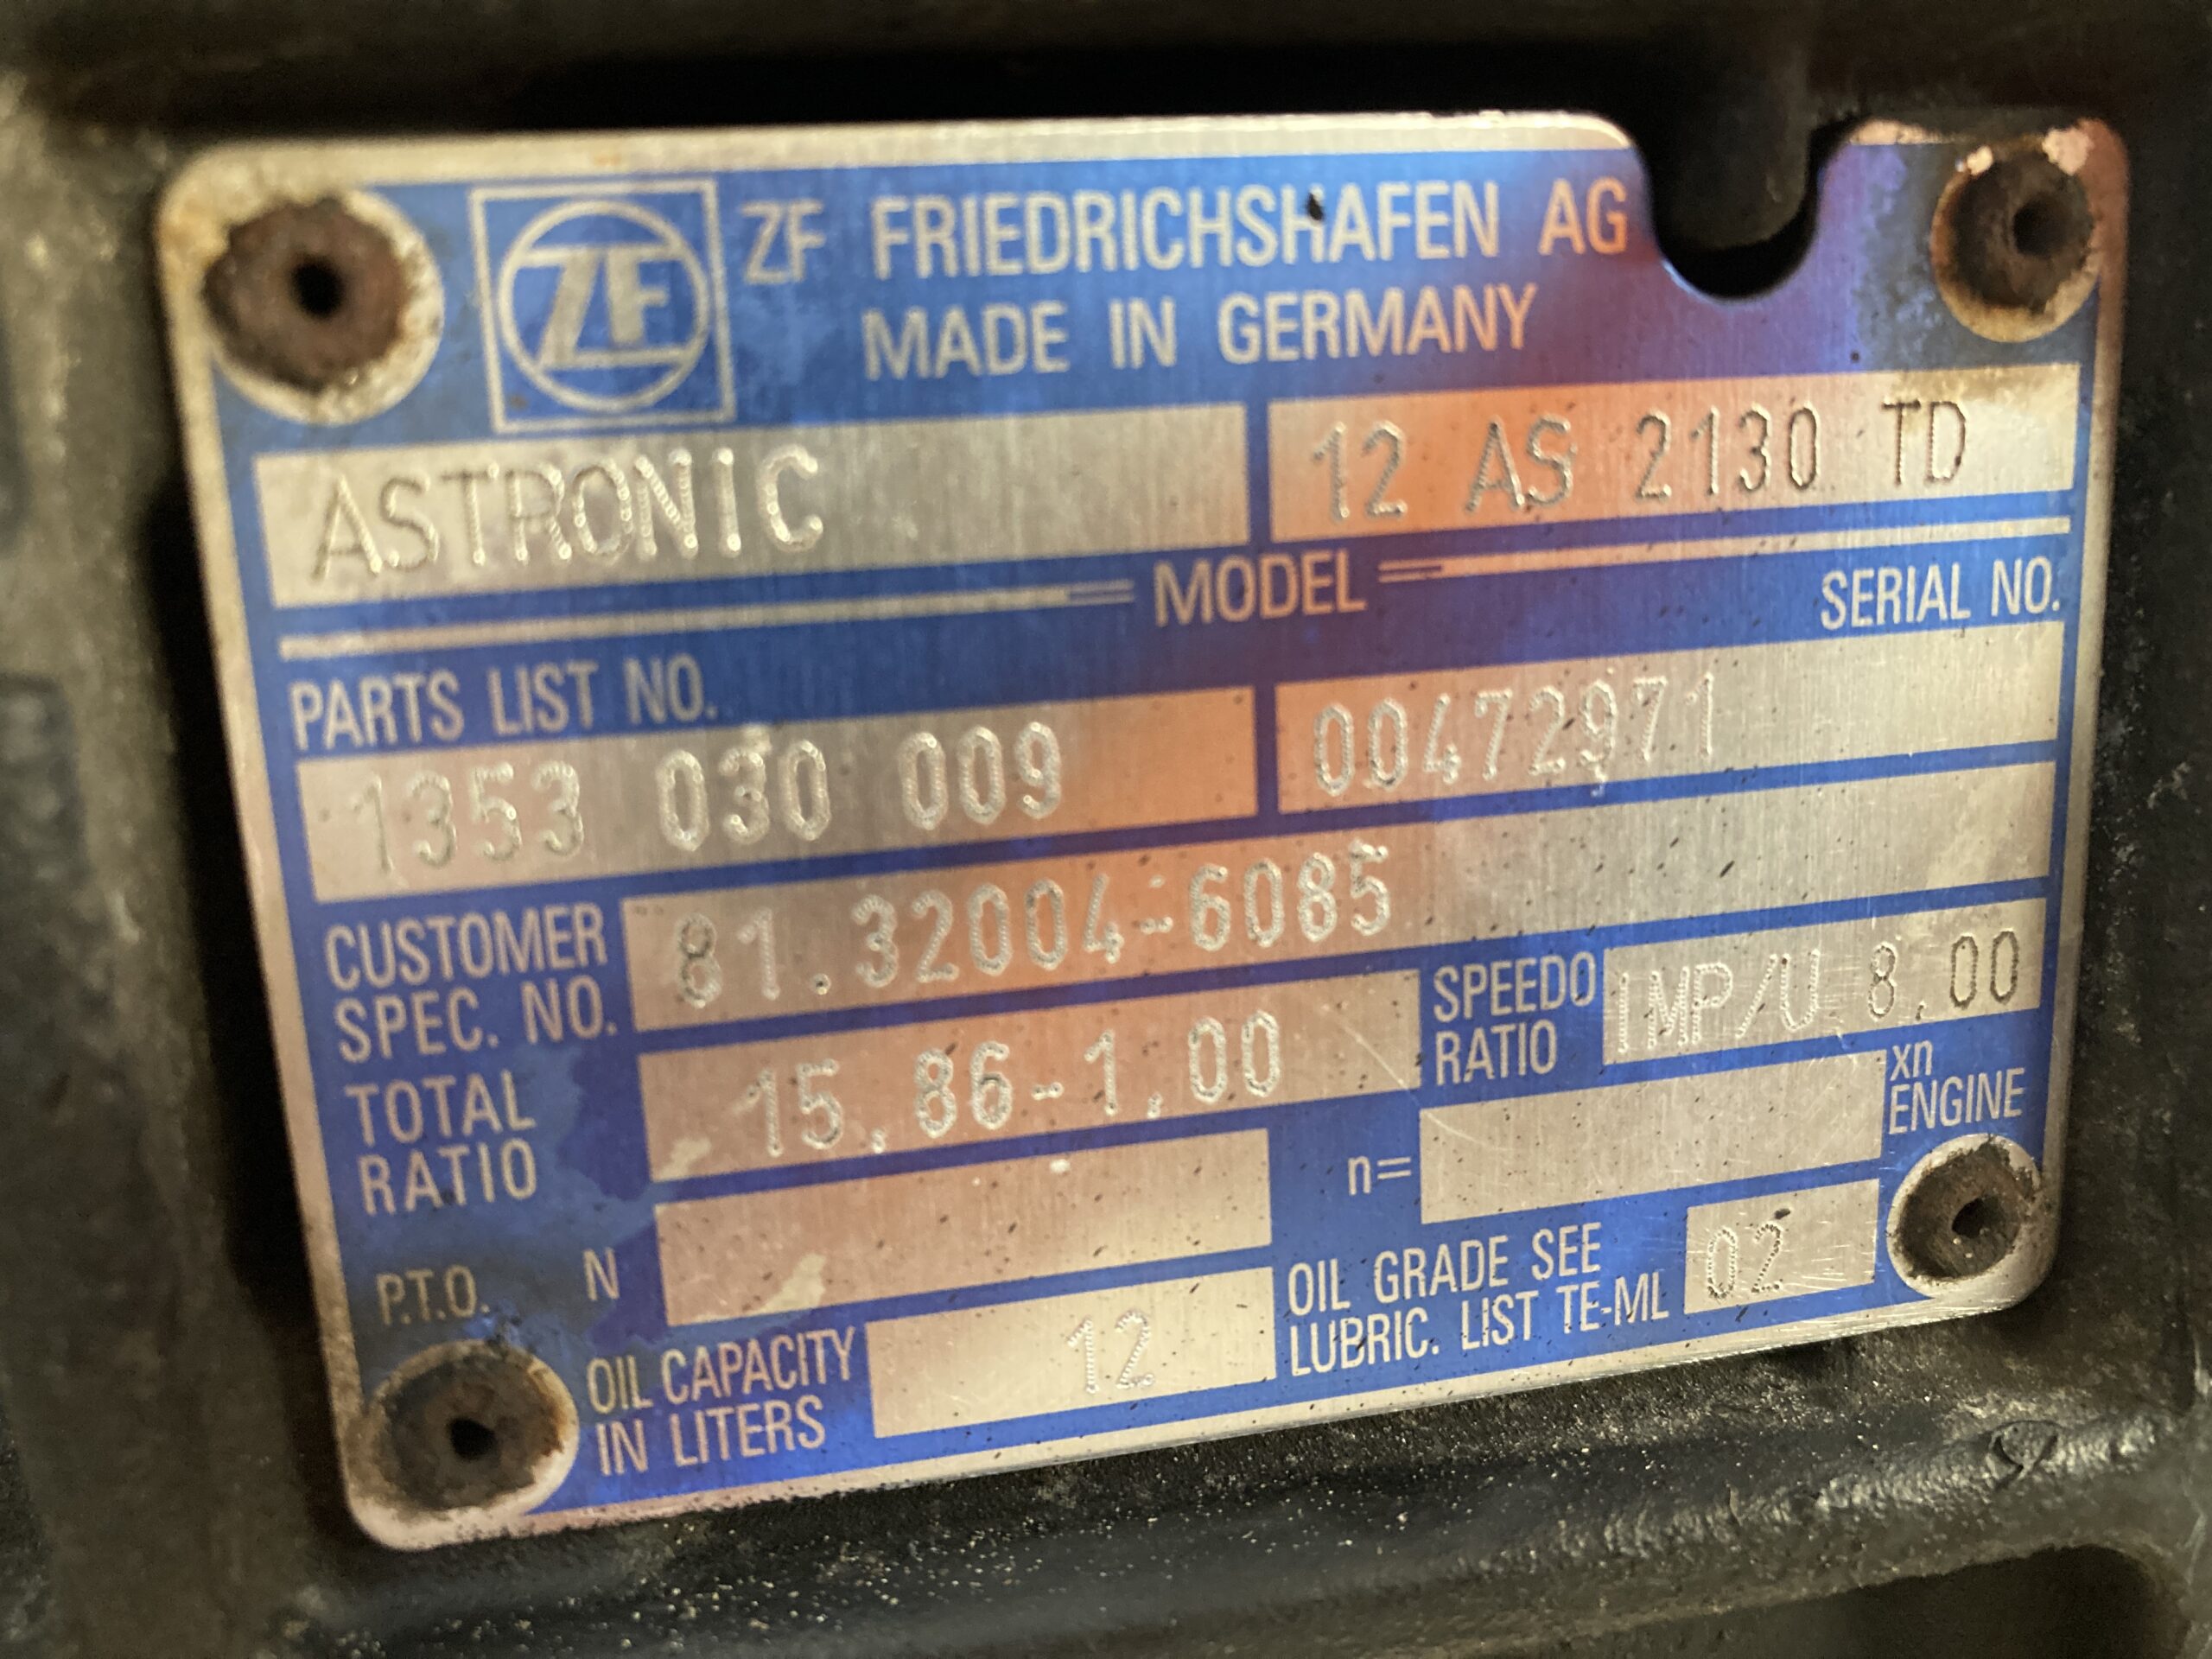 ZF ZF FRIEDRICHSHAFEN AG
MADE IN GERMANY
ASTRONIC 12 AS 2130 TD
MODEL
PARTS LIST NO. SERIAL NO.
1353 030 009 00472971
CUSTOMER SPEC. NO. 81.32004-6085
TOTAL RATIO 15,86-1,00 SPEEDO RATIO IMP/U 8,00
P.T.O. N n= xn ENGINE
OIL CAPACITY IN LITERS 12 OIL GRADE SEE LUBRIC. LIST TE-ML 02